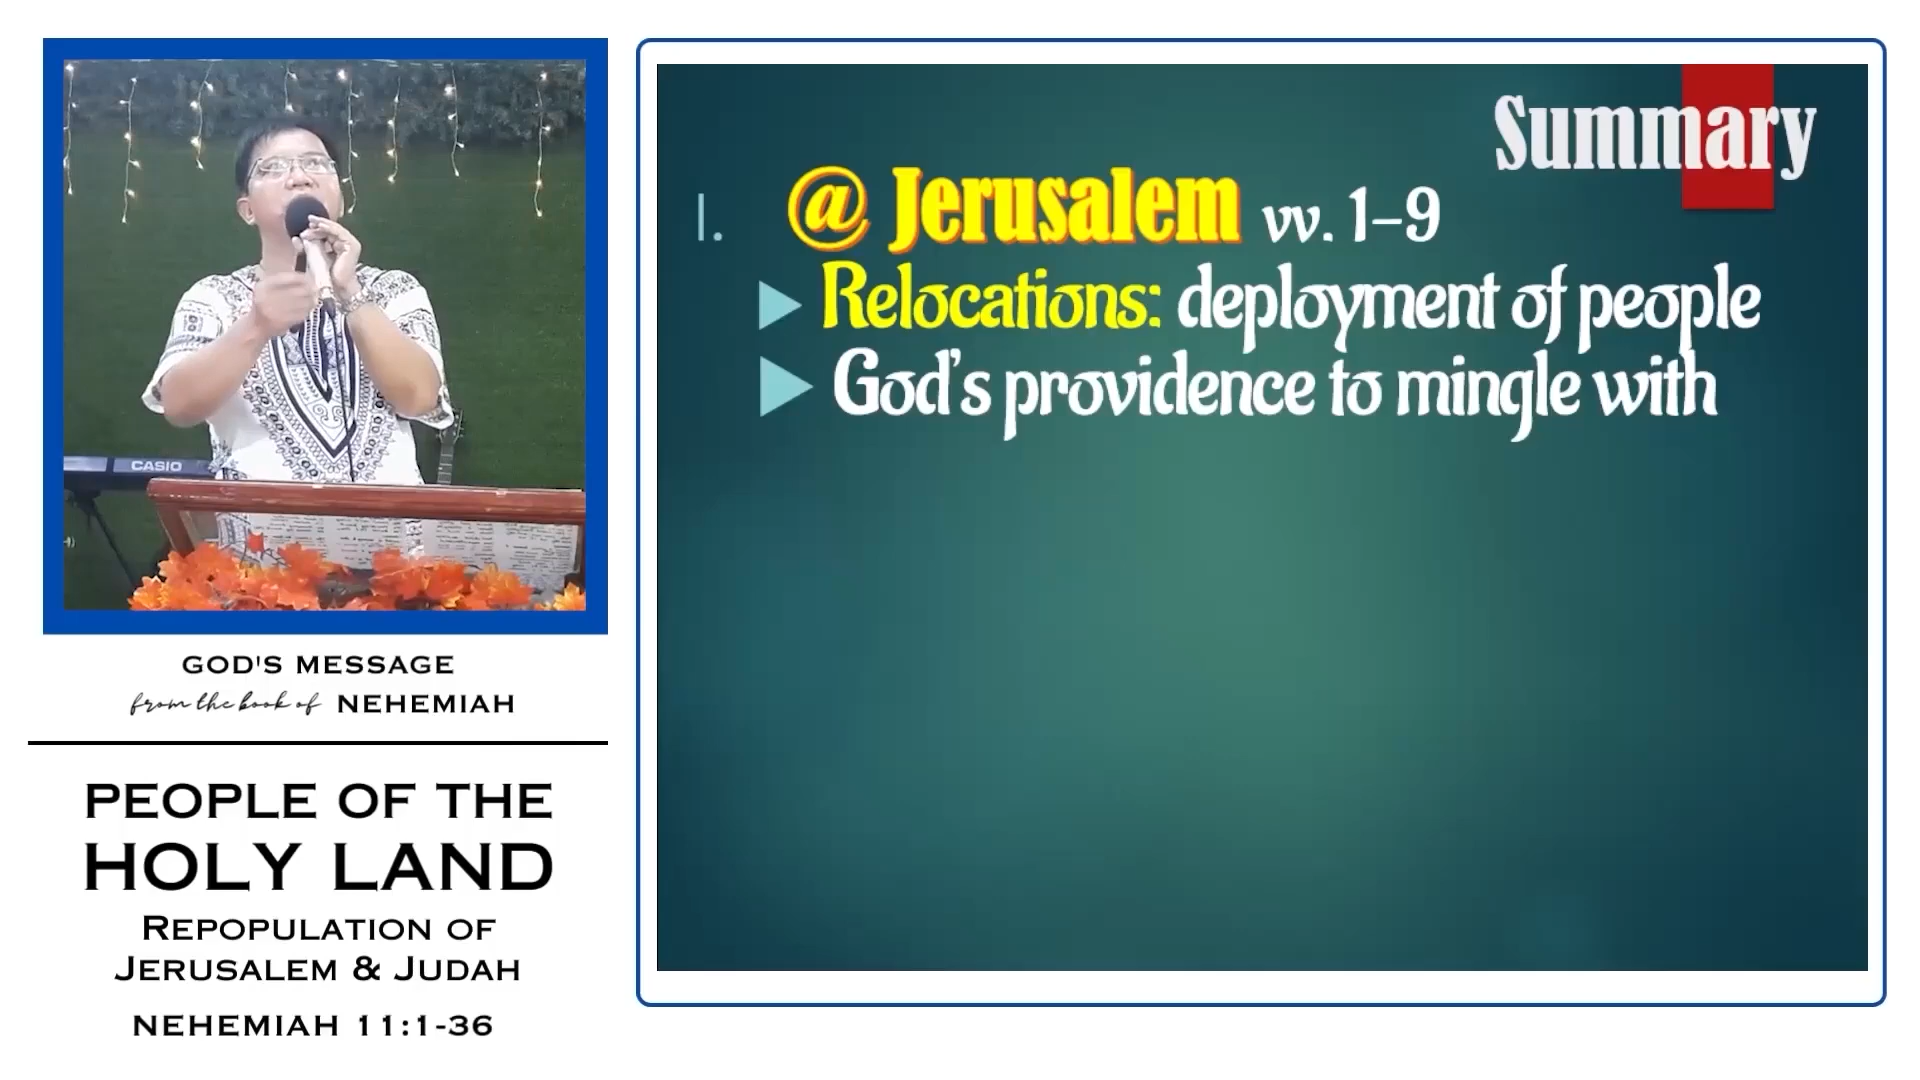 CASIO
GOD'S MESSAGE
from the book of NEHEMIAH
PEOPLE OF THE
HOLY LAND
REPOPULATION OF
JERUSALEM & JUDAH
NEHEMIAH 11:1-36
Summary
I. @ Jerusalem vv. 1–9
Relocations: deployment of people
God's providence to mingle with